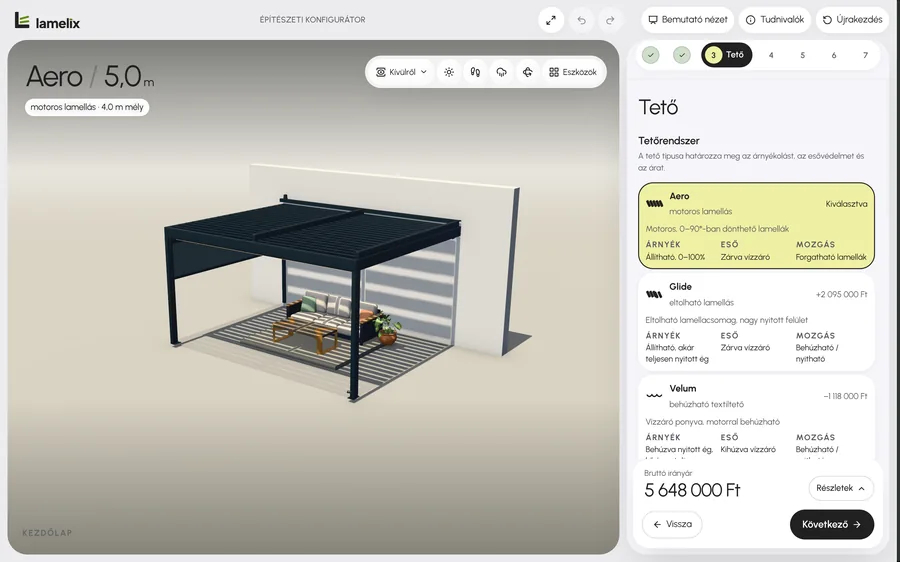 lamelix
ÉPÍTÉSZETI KONFIGURÁTOR
Bemutató nézet
Tudnivalók
Újrakezdés
Aero / 5,0 m
motoros lamellás · 4,0 m mély
Kívülről
Eszközök
3 Tető 4 5 6 7
Tető
Tetőrendszer
A tető típusa határozza meg az árnyékolást, az esővédelmet és
az árat.
Aero
motoros lamellás
Kiválasztva
Motoros, 0–90°-ban dönthető lamellák
ÁRNYÉK ESŐ MOZGÁS
Állítható, 0–100% Zárva vízzáró Forgatható lamellák
Glide
eltolható lamellás
+2 095 000 Ft
Eltolható lamellacsomag, nagy nyitott felület
ÁRNYÉK ESŐ MOZGÁS
Állítható, akár Zárva vízzáró Behúzható /
teljesen nyitott ég nyitható
Velum
behúzható textiltető
−1 118 000 Ft
Vízzáró ponyva, motorral behúzható
ÁRNYÉK ESŐ MOZGÁS
Behúzva nyitott ég, Kihúzva vízzáró Behúzható /
Bruttó irányár
5 648 000 Ft
Részletek
Vissza
Következő
KEZDŐLAP